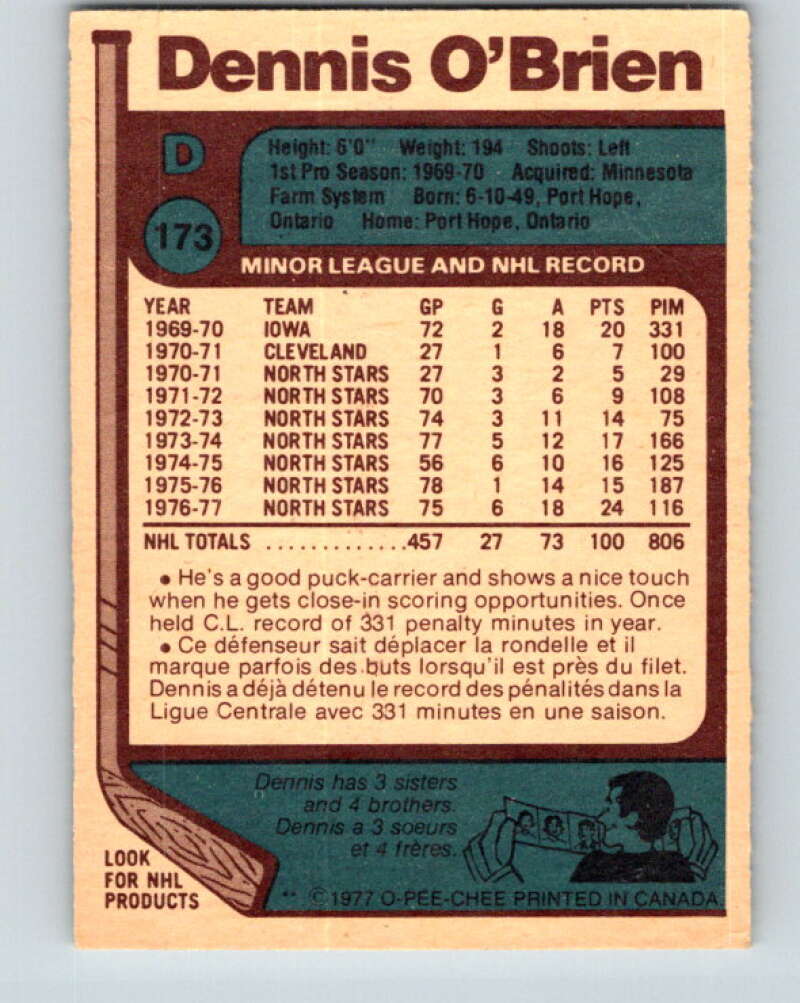 Dennis O'Brien
D
173
Height: 6'0" Weight: 194 Shoots: Left
1st Pro Season: 1969-70 Acquired: Minnesota
Farm System Born: 6-10-49, Port Hope,
Ontario Home: Port Hope, Ontario
MINOR LEAGUE AND NHL RECORD
YEAR TEAM GP G A PTS PIM
1969-70 IOWA 72 2 18 20 331
1970-71 CLEVELAND 27 1 6 7 100
1970-71 NORTH STARS 27 3 2 5 29
1971-72 NORTH STARS 70 3 6 9 108
1972-73 NORTH STARS 74 3 11 14 75
1973-74 NORTH STARS 77 5 12 17 166
1974-75 NORTH STARS 56 6 10 16 125
1975-76 NORTH STARS 78 1 14 15 187
1976-77 NORTH STARS 75 6 18 24 116
NHL TOTALS .............457 27 73 100 806
• He's a good puck-carrier and shows a nice touch
when he gets close-in scoring opportunities. Once
held C.L. record of 331 penalty minutes in year.
• Ce défenseur sait déplacer la rondelle et il
marque parfois des buts lorsqu'il est près du filet.
Dennis a déjà détenu le record des pénalités dans la
Ligue Centrale avec 331 minutes en une saison.
Dennis has 3 sisters
and 4 brothers.
Dennis a 3 soeurs
et 4 frères.
LOOK
FOR NHL
PRODUCTS
** ©1977 O-PEE-CHEE PRINTED IN CANADA